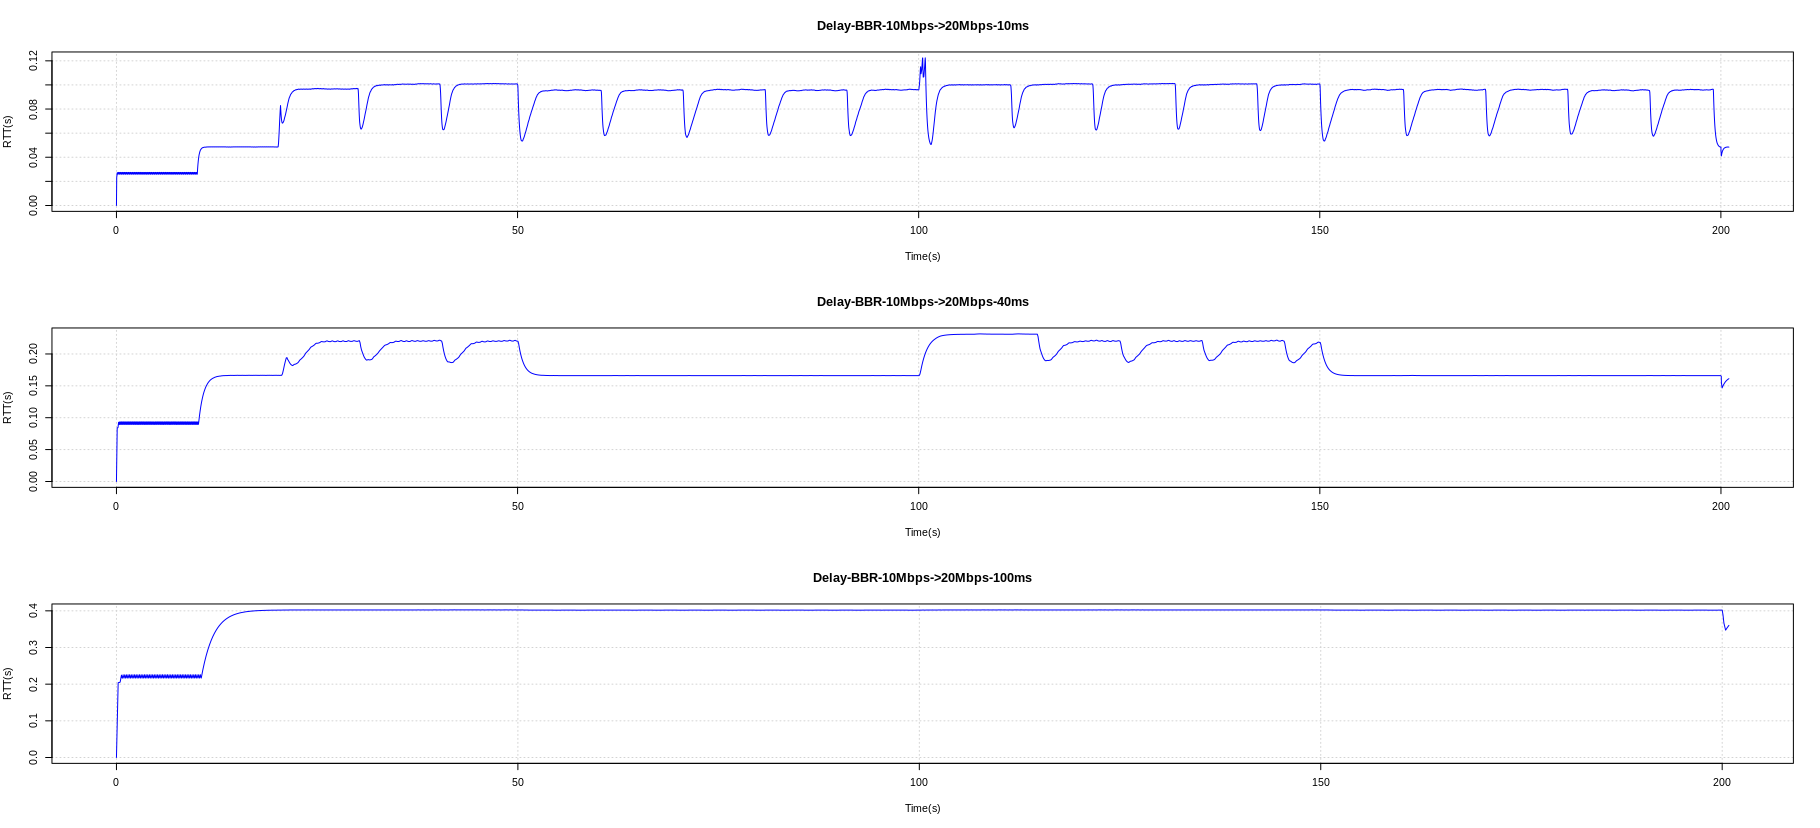 Delay-BBR-10Mbps->20Mbps-10ms
RTT(s)
0.12
0.08
0.04
0.00
0 50 100 150 200
Time(s)
Delay-BBR-10Mbps->20Mbps-40ms
RTT(s)
0.20
0.15
0.10
0.05
0.00
0 50 100 150 200
Time(s)
Delay-BBR-10Mbps->20Mbps-100ms
RTT(s)
0.4
0.3
0.2
0.1
0.0
0 50 100 150 200
Time(s)